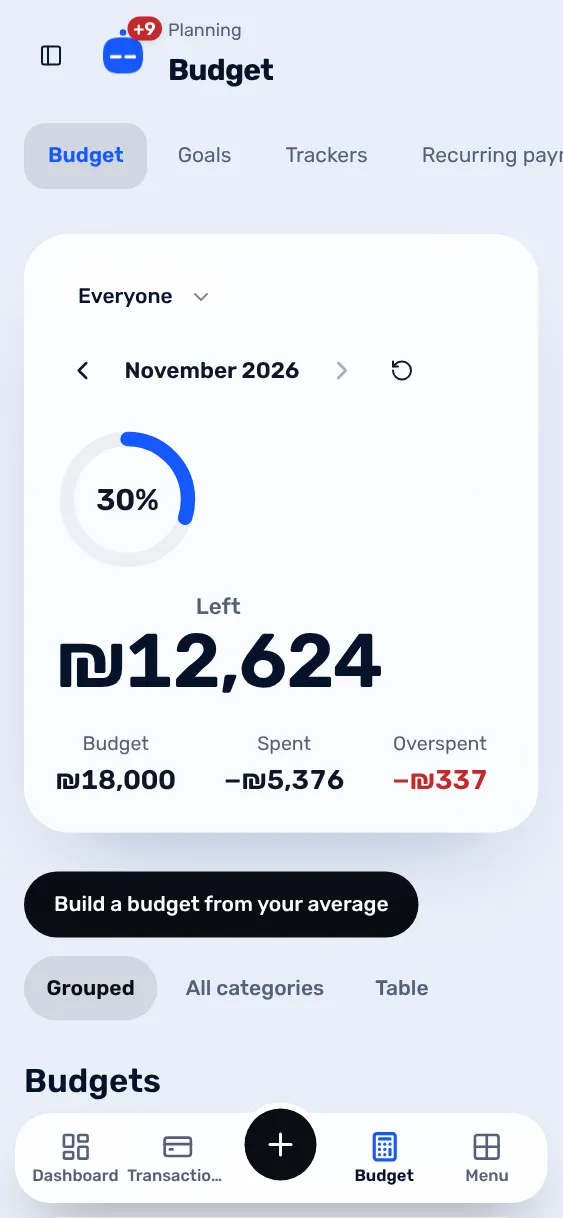 +9 Planning
Budget
Budget Goals Trackers Recurring payr
Everyone
November 2026
30%
Left
₪12,624
Budget Spent Overspent
₪18,000 −₪5,376 −₪337
Build a budget from your average
Grouped All categories Table
Budgets
Dashboard Transactio... Budget Menu